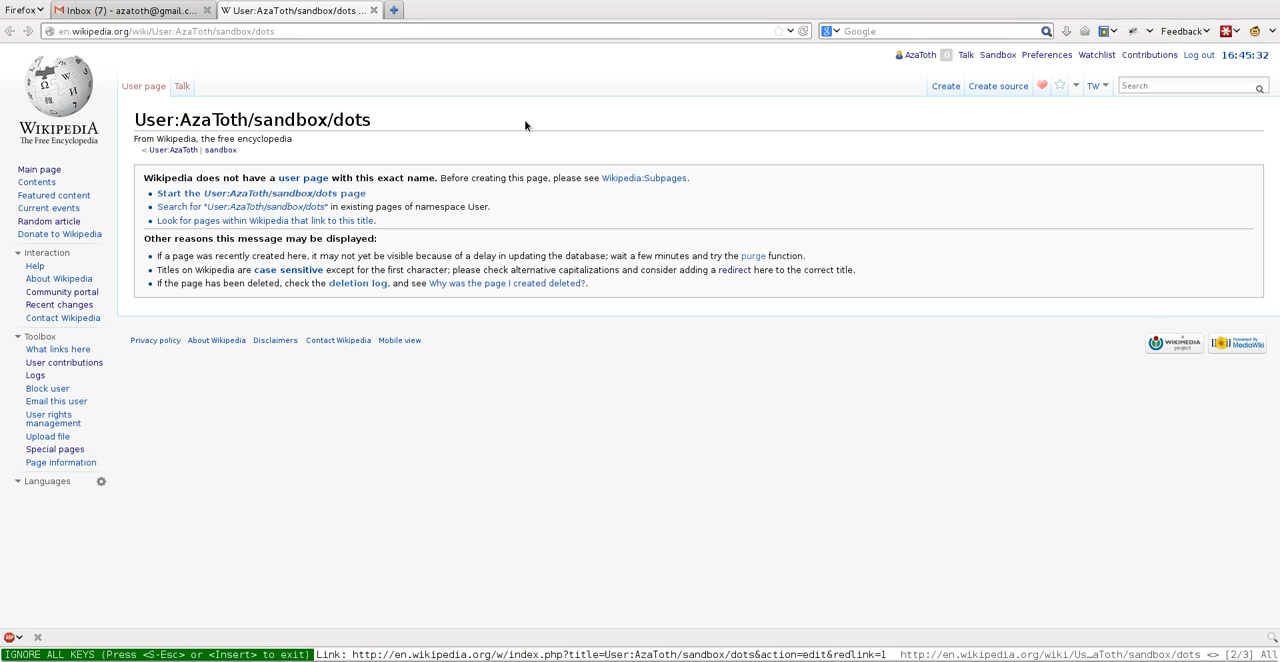 Firefox
Inbox (7) - azatoth@gmail.c...
User:AzaToth/sandbox/dots ...
en.wikipedia.org/wiki/User:AzaToth/sandbox/dots
Google
Feedback
AzaToth 0 Talk Sandbox Preferences Watchlist Contributions Log out 16:45:32
User page Talk
Create Create source TW Search
WIKIPEDIA
The Free Encyclopedia
User:AzaToth/sandbox/dots
From Wikipedia, the free encyclopedia
< User:AzaToth | sandbox
Wikipedia does not have a user page with this exact name. Before creating this page, please see Wikipedia:Subpages.
Start the User:AzaToth/sandbox/dots page
Search for "User:AzaToth/sandbox/dots" in existing pages of namespace User.
Look for pages within Wikipedia that link to this title.
Other reasons this message may be displayed:
If a page was recently created here, it may not yet be visible because of a delay in updating the database; wait a few minutes and try the purge function.
Titles on Wikipedia are case sensitive except for the first character; please check alternative capitalizations and consider adding a redirect here to the correct title.
If the page has been deleted, check the deletion log, and see Why was the page I created deleted?.
Main page
Contents
Featured content
Current events
Random article
Donate to Wikipedia
Interaction
Help
About Wikipedia
Community portal
Recent changes
Contact Wikipedia
Toolbox
What links here
User contributions
Logs
Block user
Email this user
User rights
management
Upload file
Special pages
Page information
Languages
Privacy policy About Wikipedia Disclaimers Contact Wikipedia Mobile view
A WIKIMEDIA project
Powered By MediaWiki
IGNORE ALL KEYS (Press <S-Esc> or <Insert> to exit) Link: http://en.wikipedia.org/w/index.php?title=User:AzaToth/sandbox/dots&action=edit&redlink=1 http://en.wikipedia.org/wiki/Us…aToth/sandbox/dots <> [2/3] All